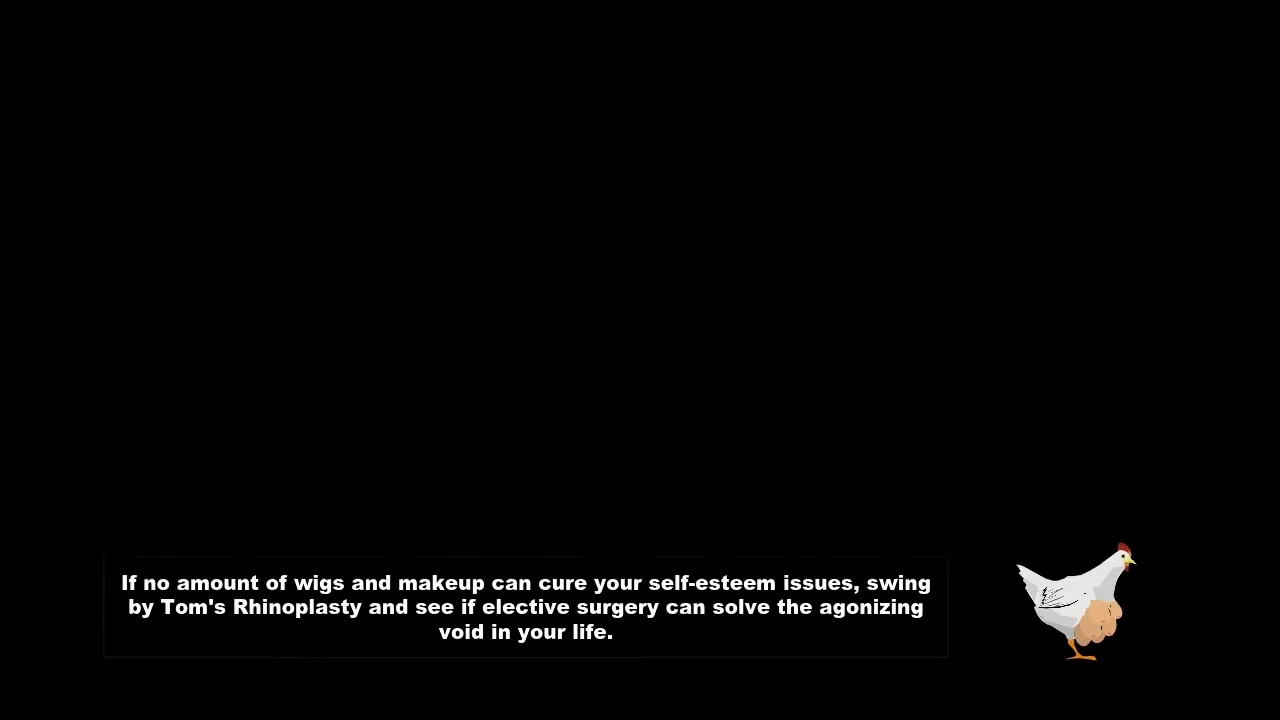 If no amount of wigs and makeup can cure your self-esteem issues, swing
by Tom's Rhinoplasty and see if elective surgery can solve the agonizing
void in your life.